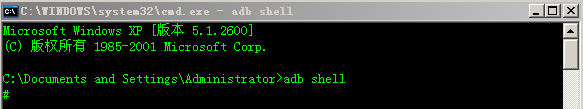 C:\WINDOWS\system32\cmd.exe - adb shell
Microsoft Windows XP [版本 5.1.2600]
(C) 版权所有 1985-2001 Microsoft Corp.
C:\Documents and Settings\Administrator>adb shell
#